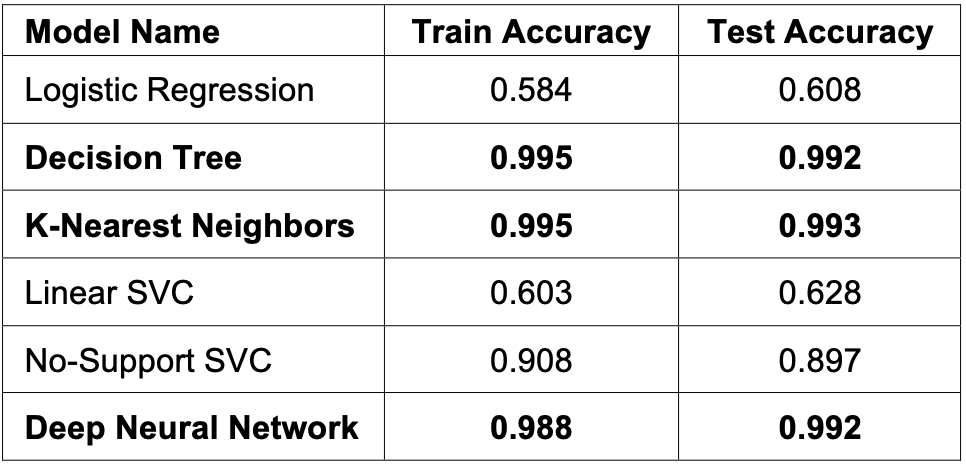 Model Name Train Accuracy Test Accuracy
Logistic Regression 0.584 0.608
Decision Tree 0.995 0.992
K-Nearest Neighbors 0.995 0.993
Linear SVC 0.603 0.628
No-Support SVC 0.908 0.897
Deep Neural Network 0.988 0.992